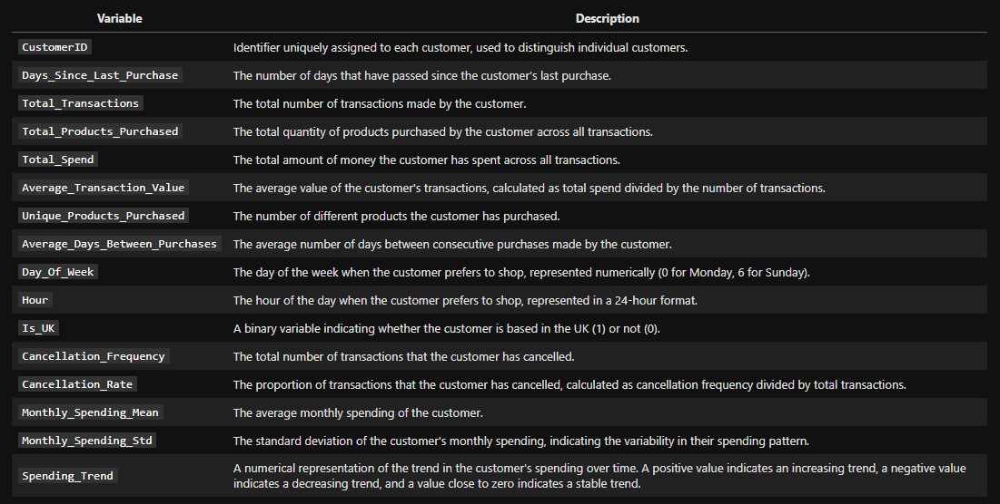 Variable Description
CustomerID Identifier uniquely assigned to each customer, used to distinguish individual customers.
Days_Since_Last_Purchase The number of days that have passed since the customer's last purchase.
Total_Transactions The total number of transactions made by the customer.
Total_Products_Purchased The total quantity of products purchased by the customer across all transactions.
Total_Spend The total amount of money the customer has spent across all transactions.
Average_Transaction_Value The average value of the customer's transactions, calculated as total spend divided by the number of transactions.
Unique_Products_Purchased The number of different products the customer has purchased.
Average_Days_Between_Purchases The average number of days between consecutive purchases made by the customer.
Day_Of_Week The day of the week when the customer prefers to shop, represented numerically (0 for Monday, 6 for Sunday).
Hour The hour of the day when the customer prefers to shop, represented in a 24-hour format.
Is_UK A binary variable indicating whether the customer is based in the UK (1) or not (0).
Cancellation_Frequency The total number of transactions that the customer has cancelled.
Cancellation_Rate The proportion of transactions that the customer has cancelled, calculated as cancellation frequency divided by total transactions.
Monthly_Spending_Mean The average monthly spending of the customer.
Monthly_Spending_Std The standard deviation of the customer's monthly spending, indicating the variability in their spending pattern.
Spending_Trend A numerical representation of the trend in the customer's spending over time. A positive value indicates an increasing trend, a negative value
indicates a decreasing trend, and a value close to zero indicates a stable trend.